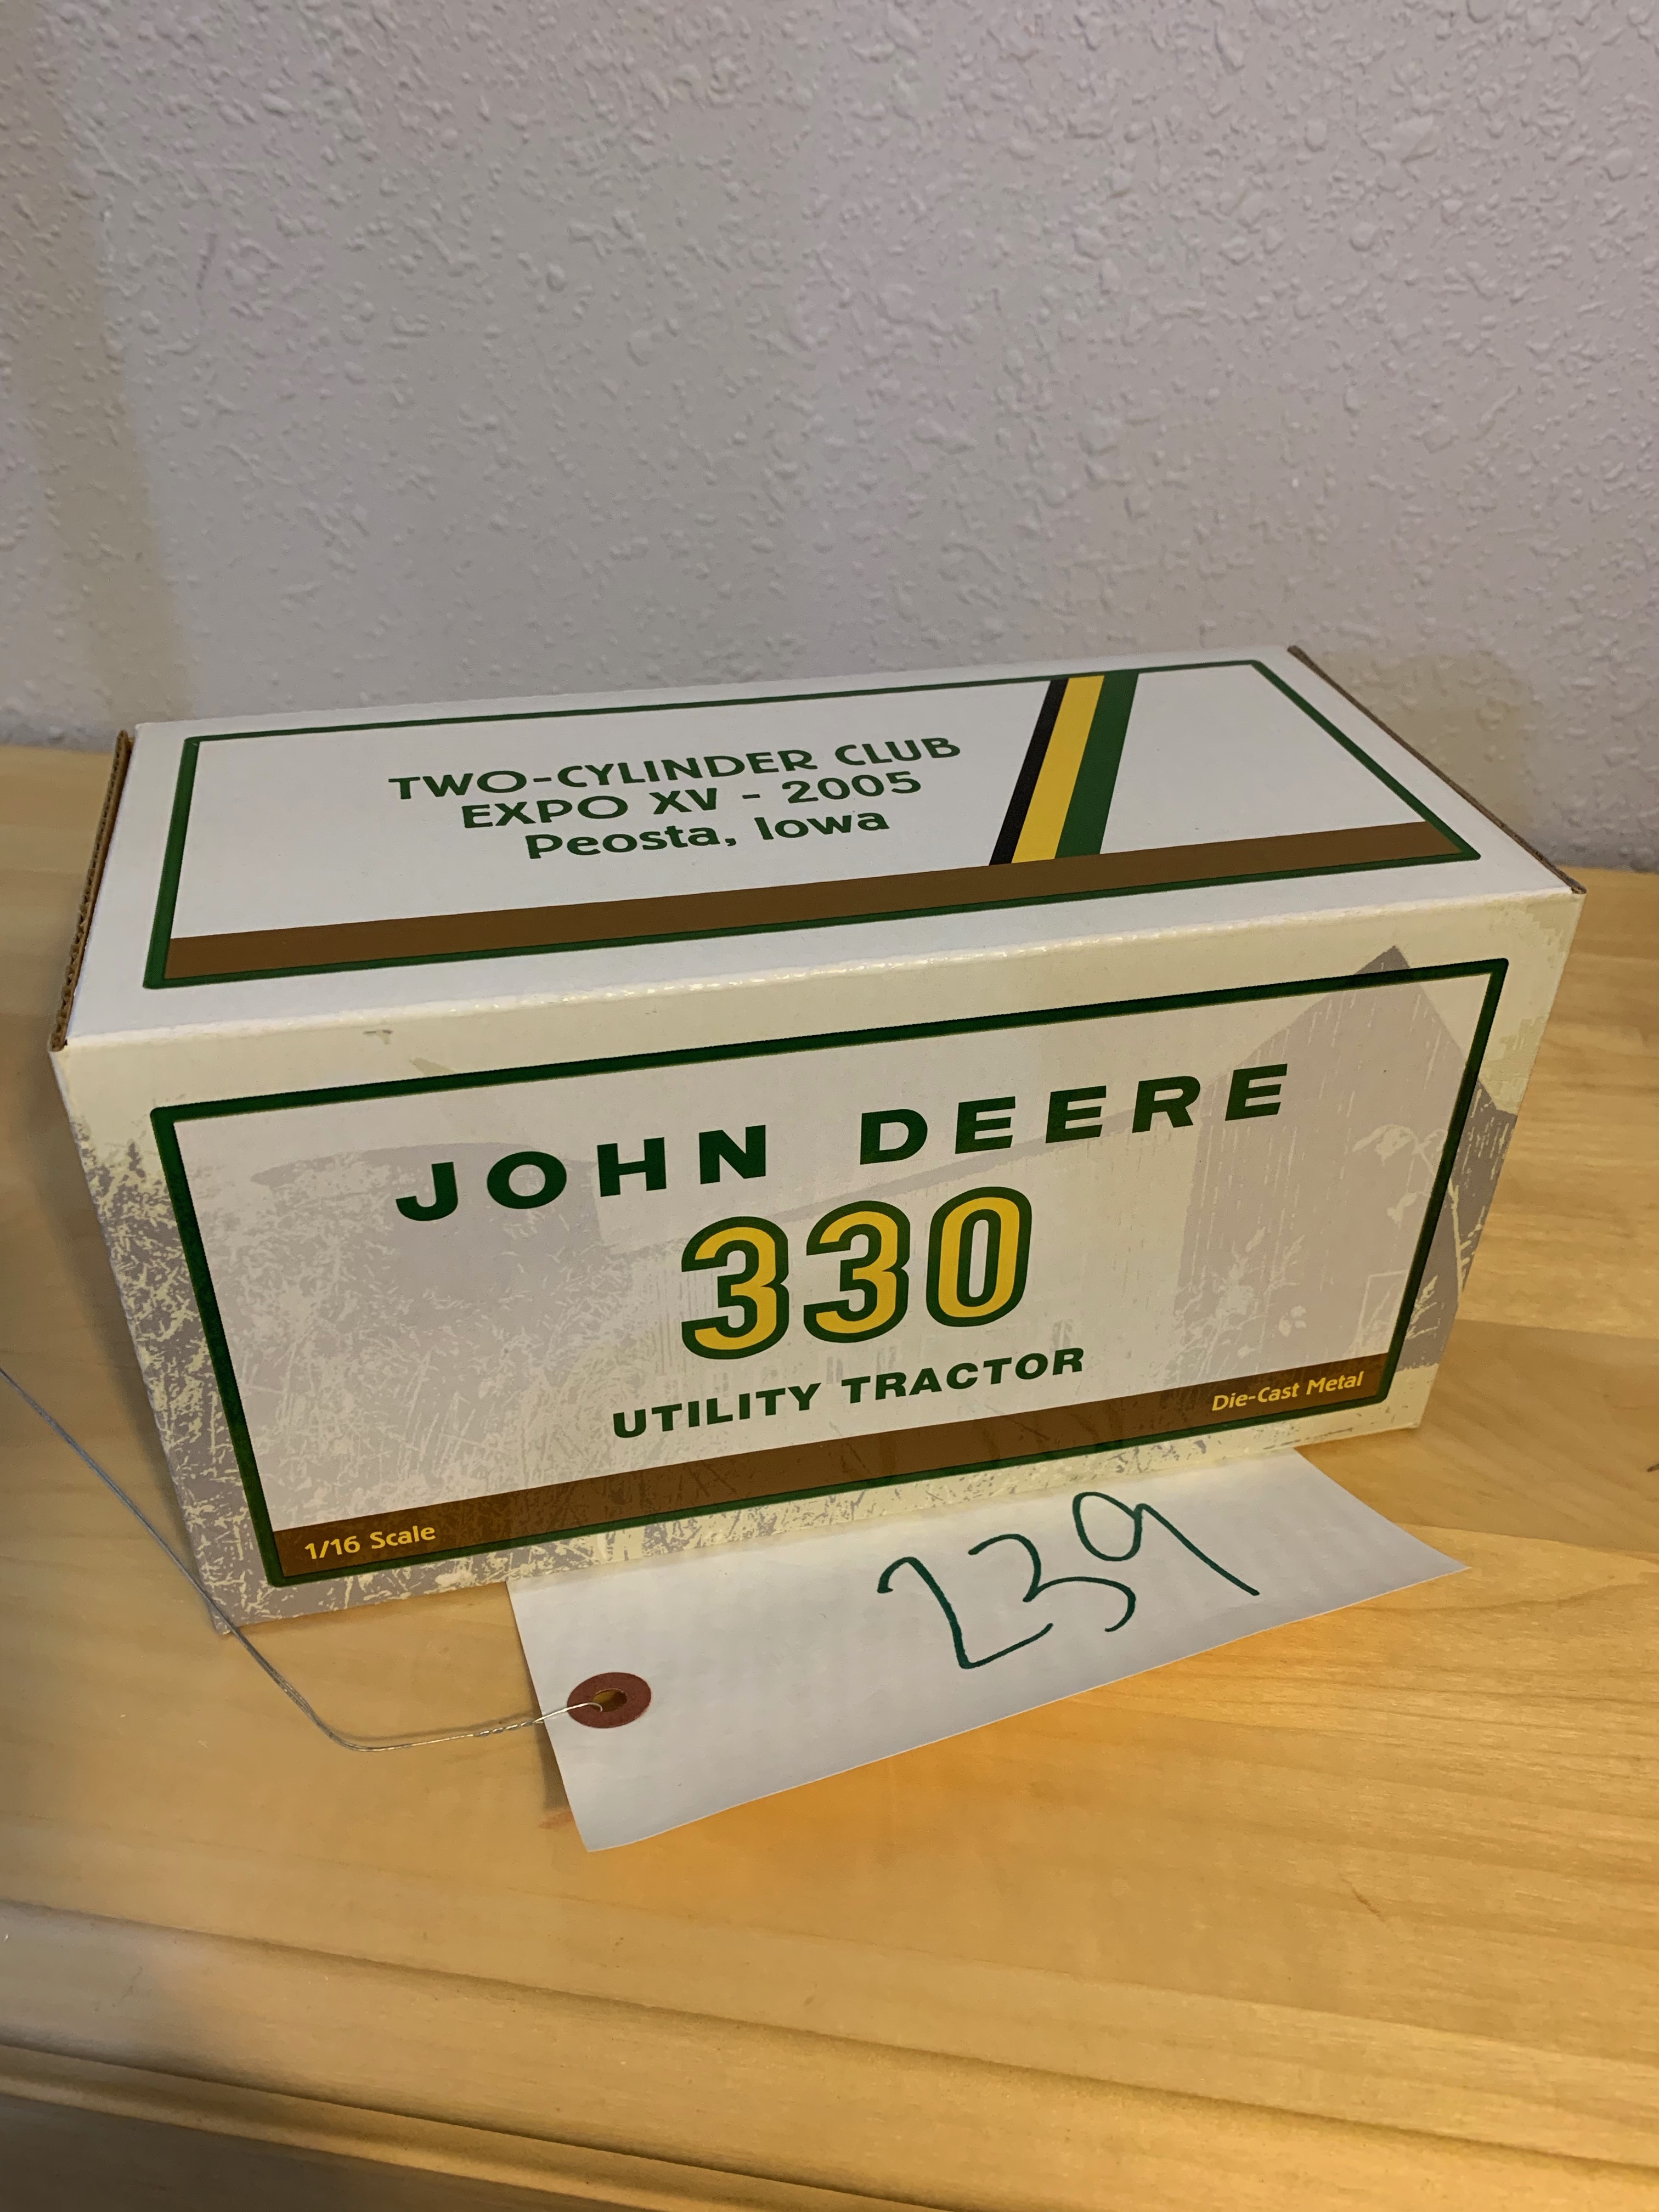 TWO-CYLINDER CLUB
EXPO XV - 2005
Peosta, Iowa
JOHN DEERE
330
UTILITY TRACTOR
Die-Cast Metal
1/16 Scale
239